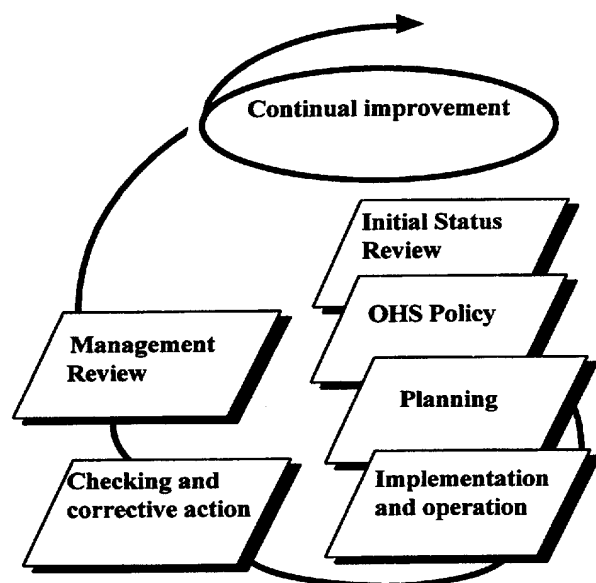 Continual improvement
Initial Status
Review
OHS Policy
Planning
Implementation
and operation
Checking and
corrective action
Management
Review